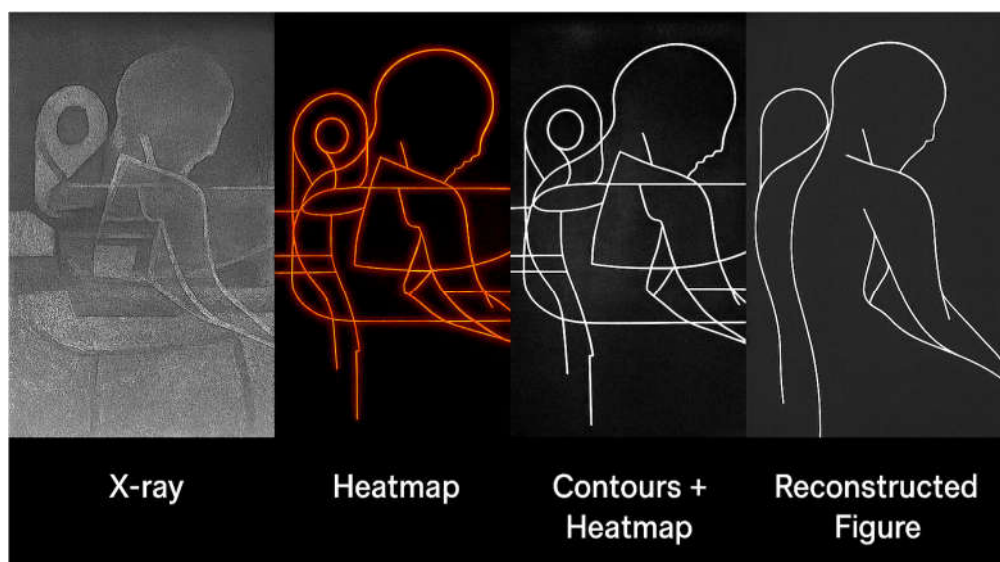 X-ray
Heatmap
Contours +
Heatmap
Reconstructed
Figure